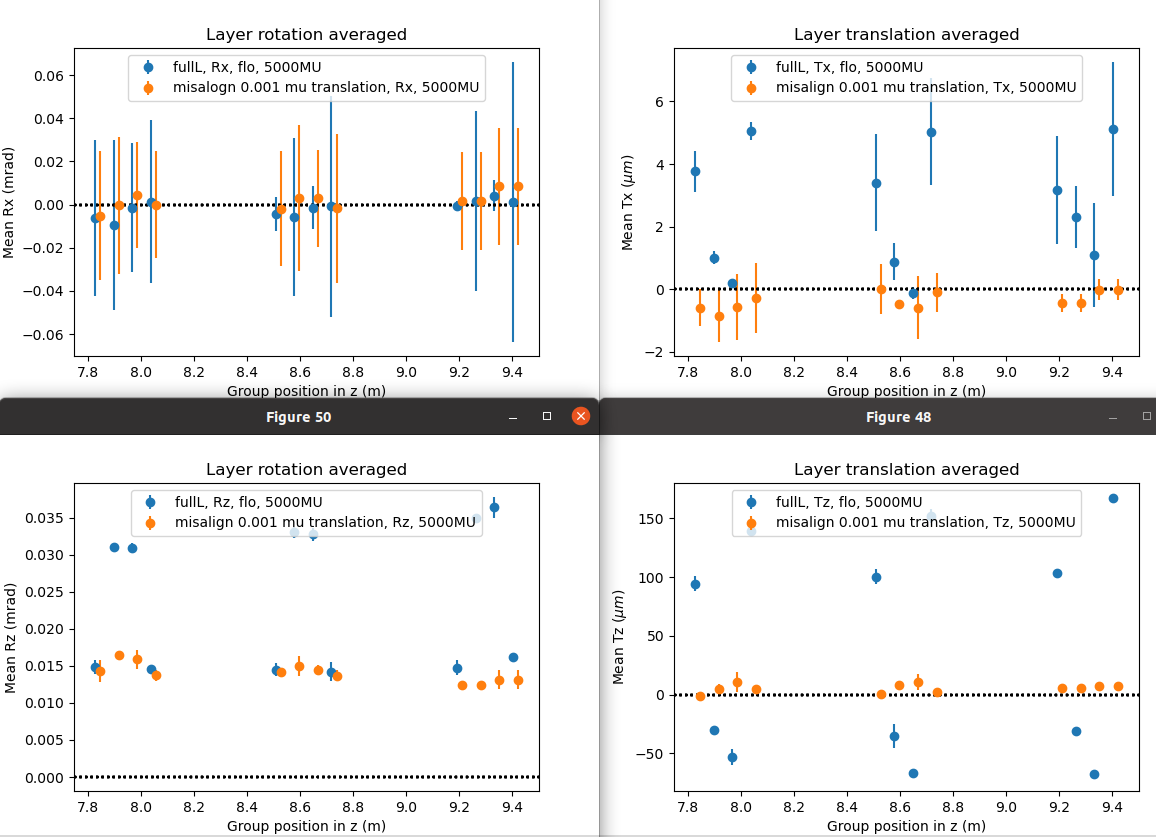 Layer rotation averaged
fullL, Rx, flo, 5000MU
misalogn 0.001 mu translation, Rx, 5000MU
Mean Rx (mrad)
0.06
0.04
0.02
0.00
−0.02
−0.04
−0.06
7.8 8.0 8.2 8.4 8.6 8.8 9.0 9.2 9.4
Group position in z (m)
Layer translation averaged
fullL, Tx, flo, 5000MU
misalign 0.001 mu translation, Tx, 5000MU
Mean Tx (μm)
6
4
2
0
−2
7.8 8.0 8.2 8.4 8.6 8.8 9.0 9.2 9.4
Group position in z (m)
Figure 50
Layer rotation averaged
fullL, Rz, flo, 5000MU
misalign 0.001 mu translation, Rz, 5000MU
Mean Rz (mrad)
0.035
0.030
0.025
0.020
0.015
0.010
0.005
0.000
7.8 8.0 8.2 8.4 8.6 8.8 9.0 9.2 9.4
Group position in z (m)
Figure 48
Layer translation averaged
fullL, Tz, flo, 5000MU
misalign 0.001 mu translation, Tz, 5000MU
Mean Tz (μm)
150
100
50
0
−50
7.8 8.0 8.2 8.4 8.6 8.8 9.0 9.2 9.4
Group position in z (m)